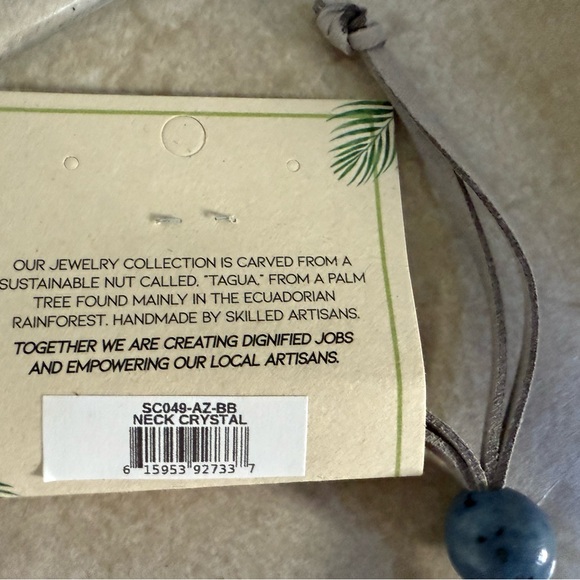 OUR JEWELRY COLLECTION IS CARVED FROM A
SUSTAINABLE NUT CALLED, "TAGUA," FROM A PALM
TREE FOUND MAINLY IN THE ECUADORIAN
RAINFOREST. HANDMADE BY SKILLED ARTISANS.
TOGETHER WE ARE CREATING DIGNIFIED JOBS
AND EMPOWERING OUR LOCAL ARTISANS.
SC049-AZ-BB
NECK CRYSTAL
6 15953 92733 7